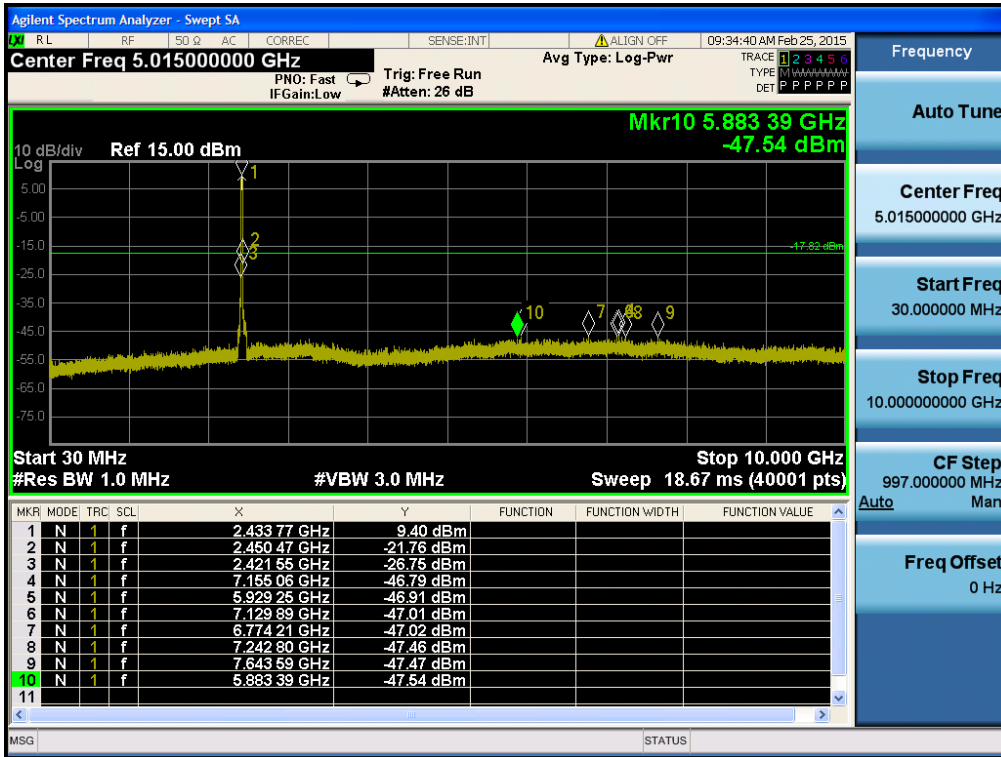 Agilent Spectrum Analyzer - Swept SA
LXI RL RF 50 Ω AC CORREC SENSE:INT ALIGN OFF 09:34:40 AM Feb 25, 2015
Center Freq 5.015000000 GHz
PNO: Fast
IFGain:Low
Trig: Free Run
#Atten: 26 dB
Avg Type: Log-Pwr
TRACE 1 2 3 4 5 6
TYPE M
DET P P P P P P
Mkr10 5.883 39 GHz
-47.54 dBm
10 dB/div Ref 15.00 dBm
Log
1
5.00
-5.00
2
-15.0
-17.82 dBm
3
-25.0
-35.0
10 7 8 9
-45.0
-55.0
-65.0
-75.0
Start 30 MHz Stop 10.000 GHz
#Res BW 1.0 MHz #VBW 3.0 MHz Sweep 18.67 ms (40001 pts)
MKR MODE TRC SCL X Y FUNCTION FUNCTION WIDTH FUNCTION VALUE
1 N 1 f 2.433 77 GHz 9.40 dBm
2 N 1 f 2.450 47 GHz -21.76 dBm
3 N 1 f 2.421 55 GHz -26.75 dBm
4 N 1 f 7.155 06 GHz -46.79 dBm
5 N 1 f 5.929 25 GHz -46.91 dBm
6 N 1 f 7.129 89 GHz -47.01 dBm
7 N 1 f 6.774 21 GHz -47.02 dBm
8 N 1 f 7.242 80 GHz -47.46 dBm
9 N 1 f 7.643 59 GHz -47.47 dBm
10 N 1 f 5.883 39 GHz -47.54 dBm
11
MSG STATUS
Frequency
Auto Tune
Center Freq
5.015000000 GHz
Start Freq
30.000000 MHz
Stop Freq
10.000000000 GHz
CF Step
997.000000 MHz
Auto Man
Freq Offset
0 Hz